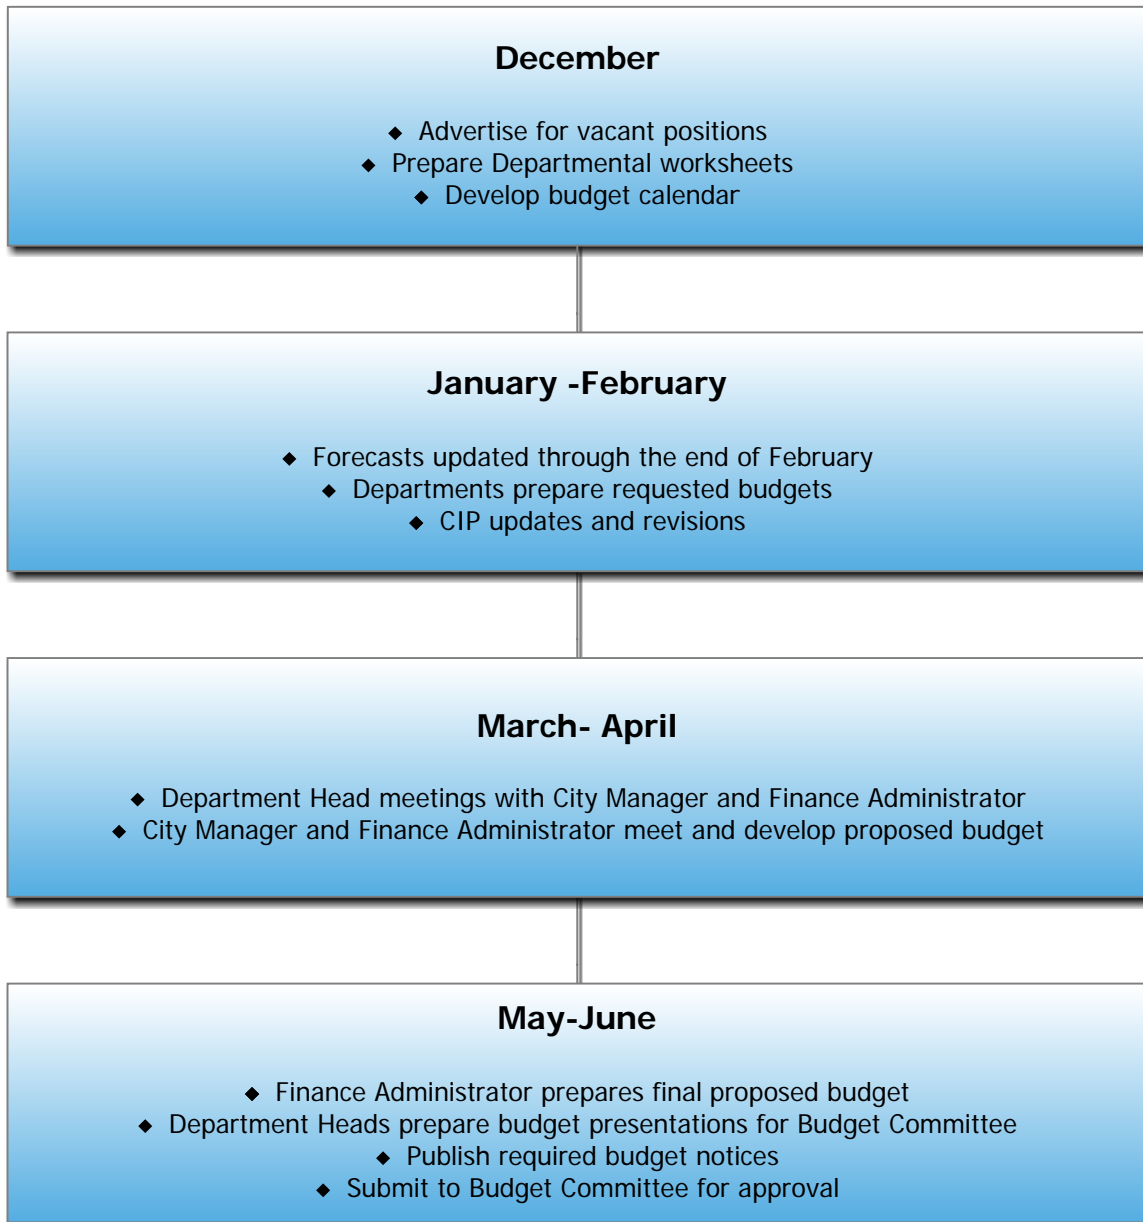 December
◆ Advertise for vacant positions
◆ Prepare Departmental worksheets
◆ Develop budget calendar
January -February
◆ Forecasts updated through the end of February
◆ Departments prepare requested budgets
◆ CIP updates and revisions
March- April
◆ Department Head meetings with City Manager and Finance Administrator
◆ City Manager and Finance Administrator meet and develop proposed budget
May-June
◆ Finance Administrator prepares final proposed budget
◆ Department Heads prepare budget presentations for Budget Committee
◆ Publish required budget notices
◆ Submit to Budget Committee for approval